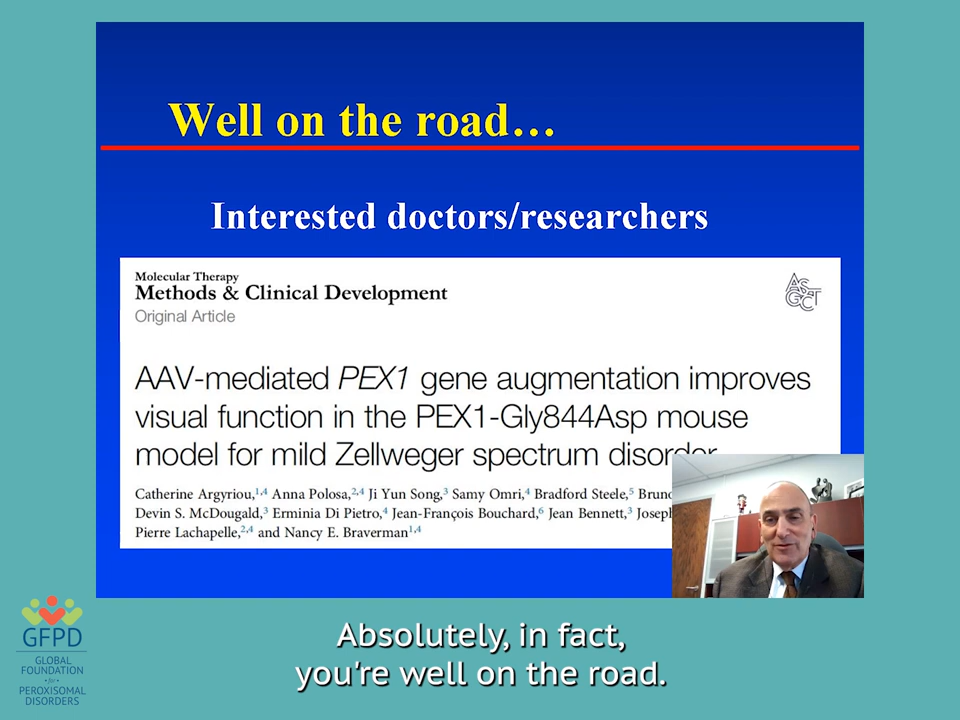 Well on the road…
Interested doctors/researchers
Molecular Therapy
Methods & Clinical Development
Original Article
ASGCT
AAV-mediated PEX1 gene augmentation improves
visual function in the PEX1-Gly844Asp mouse
model for mild Zellweger spectrum disorder
Catherine Argyriou,1,4 Anna Polosa,2,4 Ji Yun Song,3 Samy Omri,4 Bradford Steele,5
Devin S. McDougald,3 Erminia Di Pietro,4 Jean-François Bouchard,6 Jean Bennett,3
Pierre Lachapelle,2,4 and Nancy E. Braverman1,4
GFPD
GLOBAL
FOUNDATION
for
PEROXISOMAL
DISORDERS
Absolutely, in fact,
you're well on the road.